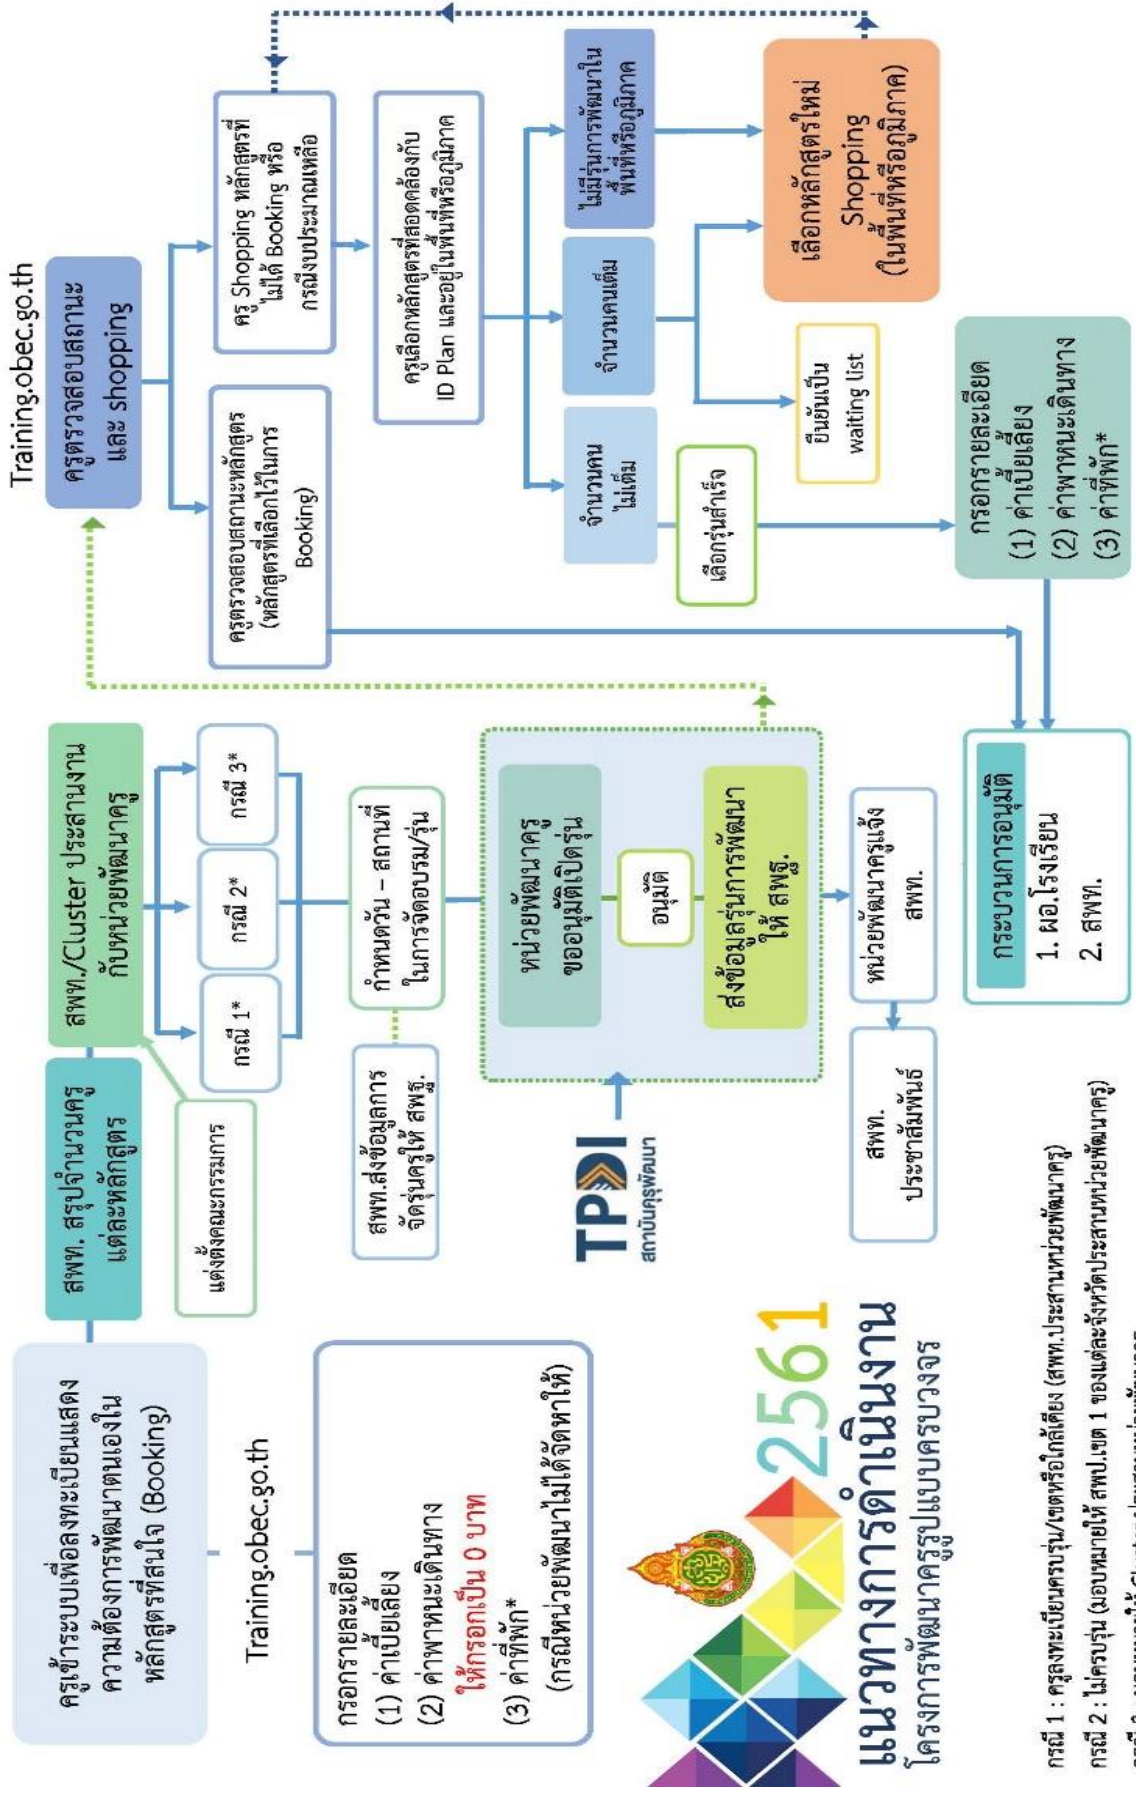 ครูเข้าระบบเพื่อลงทะเบียนแสดง
ความต้องการพัฒนาตนเองใน
หลักสูตรที่สนใจ (Booking)
Training.obec.go.th
กรอกรายละเอียด
(1) ค่าเบี้ยเลี้ยง
(2) ค่าพาหนะเดินทาง
ให้กรอกเป็น 0 บาท
(3) ค่าที่พัก*
(กรณีหน่วยพัฒนาไม่ได้จัดหาให้)
สพท. สรุปจำนวนครู
แต่ละหลักสูตร
แต่งตั้งคณะกรรมการ
สพท./Cluster ประสานงาน
กับหน่วยพัฒนาครู
กรณี 1*
กรณี 2*
กรณี 3*
สพท.ส่งข้อมูลการ
จัดรุ่นครูให้ สพฐ.
กำหนดวัน – สถานที่
ในการจัดอบรม/รุ่น
TPDI
สถาบันคุรุพัฒนา
หน่วยพัฒนาครู
ขออนุมัติเปิดรุ่น
อนุมัติ
ส่งข้อมูลรุ่นการพัฒนา
ให้ สพฐ.
หน่วยพัฒนาครูแจ้ง
สพท.
สพท.
ประชาสัมพันธ์
Training.obec.go.th
ครูตรวจสอบสถานะ
และ shopping
ครูตรวจสอบสถานะหลักสูตร
(หลักสูตรที่เลือกไว้ในการ
Booking)
ครู Shopping หลักสูตรที่
ไม่ได้ Booking หรือ
กรณีงบประมาณเหลือ
ครูเลือกหลักสูตรที่สอดคล้องกับ
ID Plan และอยู่ในพื้นที่หรือภูมิภาค
จำนวนคน
ไม่เต็ม
จำนวนคนเต็ม
ไม่มีรุ่นการพัฒนาใน
พื้นที่หรือภูมิภาค
เลือกรุ่นสำเร็จ
ยืนยันเป็น
waiting list
เลือกหลักสูตรใหม่
Shopping
(ในพื้นที่หรือภูมิภาค)
กรอกรายละเอียด
(1) ค่าเบี้ยเลี้ยง
(2) ค่าพาหนะเดินทาง
(3) ค่าที่พัก*
กระบวนการอนุมัติ
1. ผอ.โรงเรียน
2. สพท.
2561
แนวทางการดำเนินงาน
โครงการพัฒนาครูรูปแบบครบวงจร
กรณี 1 : ครูลงทะเบียนครบรุ่น/เขตหรือใกล้เคียง (สพท.ประสานหน่วยพัฒนาครู)
กรณี 2 : ไม่ครบรุ่น (มอบหมายให้ สพป.เขต 1 ของแต่ละจังหวัดประสานหน่วยพัฒนาครู)